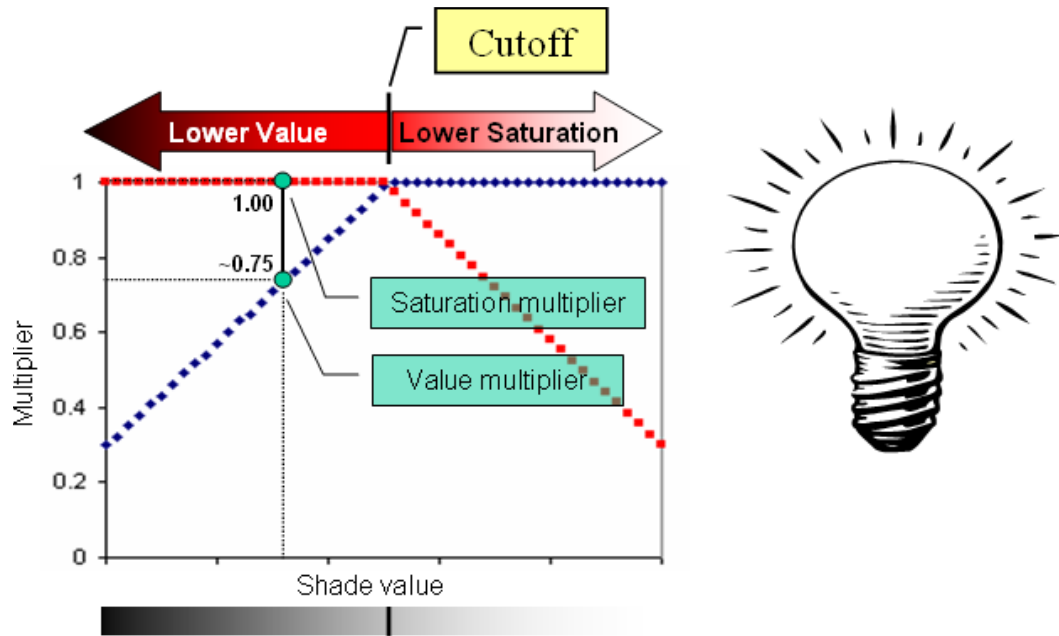 Cutoff
Lower Value
Lower Saturation
1
1.00
0.8
~0.75
Saturation multiplier
0.6
Value multiplier
0.4
0.2
0
Multiplier
Shade value